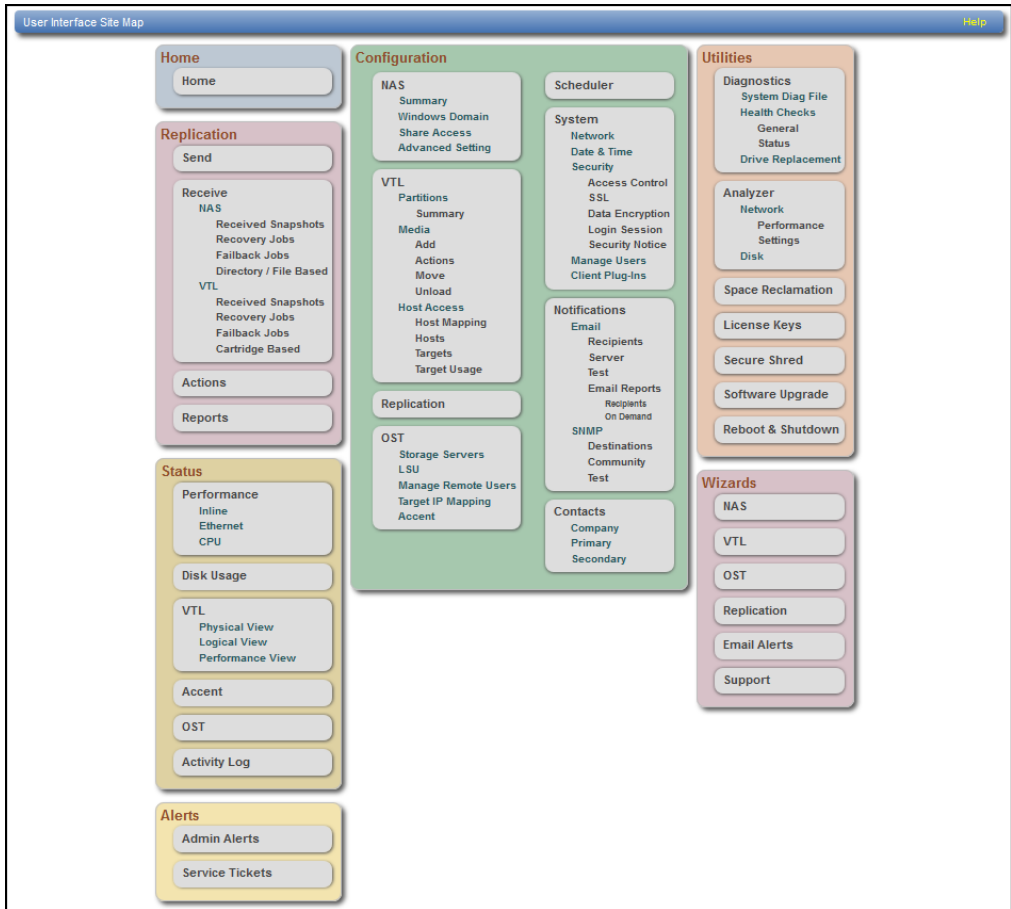 User Interface Site Map
Help
Home
Home
Replication
Send
Receive
NAS
Received Snapshots
Recovery Jobs
Failback Jobs
Directory / File Based
VTL
Received Snapshots
Recovery Jobs
Failback Jobs
Cartridge Based
Actions
Reports
Status
Performance
Inline
Ethernet
CPU
Disk Usage
VTL
Physical View
Logical View
Performance View
Accent
OST
Activity Log
Alerts
Admin Alerts
Service Tickets
Configuration
NAS
Summary
Windows Domain
Share Access
Advanced Setting
VTL
Partitions
Summary
Media
Add
Actions
Move
Unload
Host Access
Host Mapping
Hosts
Targets
Target Usage
Replication
OST
Storage Servers
LSU
Manage Remote Users
Target IP Mapping
Accent
Scheduler
System
Network
Date & Time
Security
Access Control
SSL
Data Encryption
Login Session
Security Notice
Manage Users
Client Plug-Ins
Notifications
Email
Recipients
Server
Test
Email Reports
Recipients
On Demand
SNMP
Destinations
Community
Test
Contacts
Company
Primary
Secondary
Utilities
Diagnostics
System Diag File
Health Checks
General
Status
Drive Replacement
Analyzer
Network
Performance
Settings
Disk
Space Reclamation
License Keys
Secure Shred
Software Upgrade
Reboot & Shutdown
Wizards
NAS
VTL
OST
Replication
Email Alerts
Support